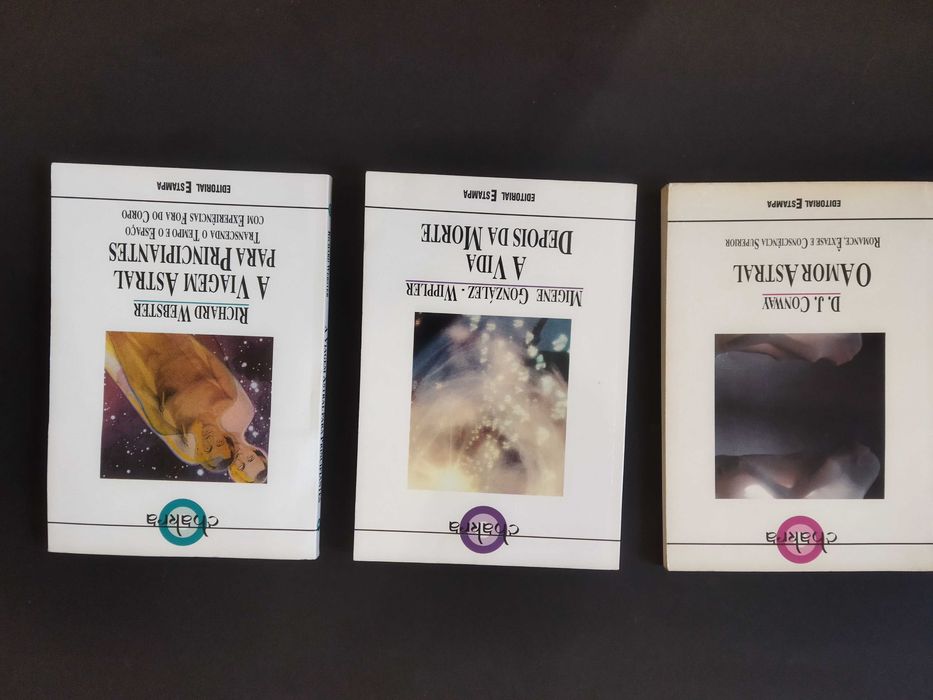 chakra
D. J. CONWAY
O AMOR ASTRAL
ROMANCE, ÊXTASE E CONSCIÊNCIA SUPERIOR
EDITORIAL ESTAMPA
chakra
MIGENE GONZÁLEZ - WIPPLER
A VIDA
DEPOIS DA MORTE
EDITORIAL ESTAMPA
chakra
RICHARD WEBSTER
A VIAGEM ASTRAL
PARA PRINCIPIANTES
TRANSCENDA O TEMPO E O ESPAÇO
COM EXPERIÊNCIAS FORA DO CORPO
EDITORIAL ESTAMPA